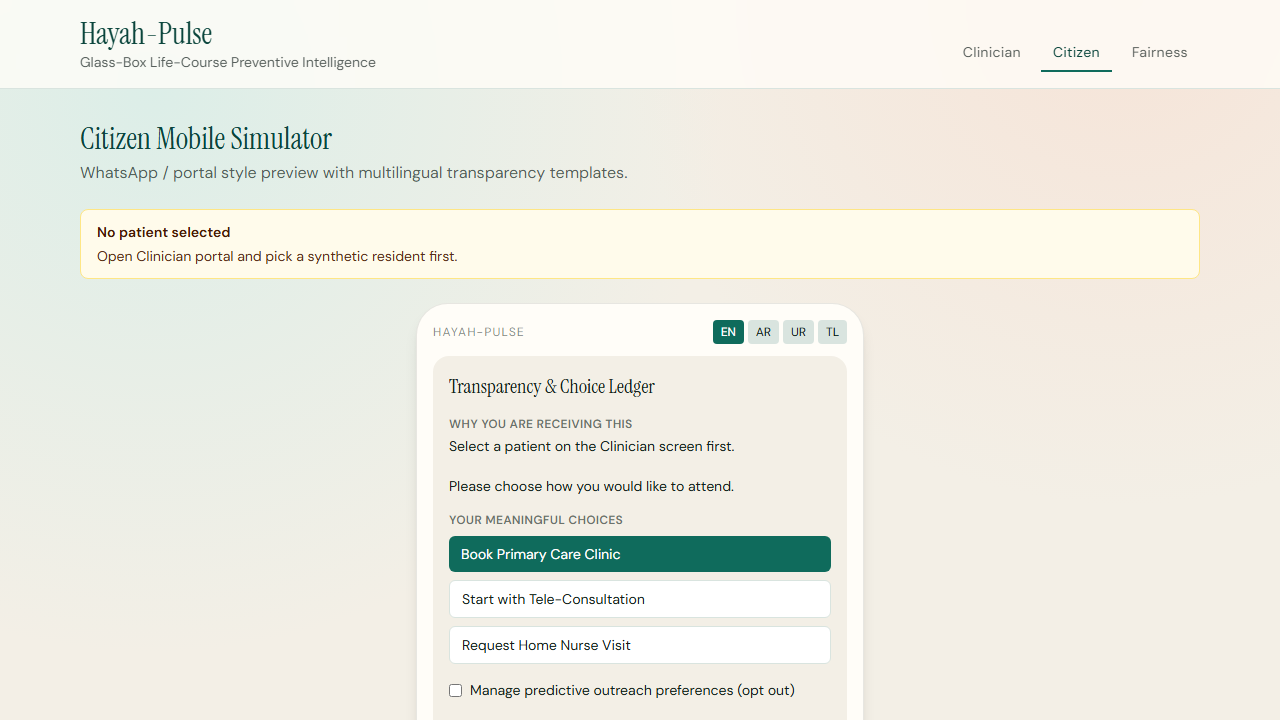 Hayah-Pulse
Glass-Box Life-Course Preventive Intelligence
Clinician
Citizen
Fairness
Citizen Mobile Simulator
WhatsApp / portal style preview with multilingual transparency templates.
No patient selected
Open Clinician portal and pick a synthetic resident first.
HAYAH-PULSE
EN
AR
UR
TL
Transparency & Choice Ledger
WHY YOU ARE RECEIVING THIS
Select a patient on the Clinician screen first.
Please choose how you would like to attend.
YOUR MEANINGFUL CHOICES
Book Primary Care Clinic
Start with Tele-Consultation
Request Home Nurse Visit
Manage predictive outreach preferences (opt out)